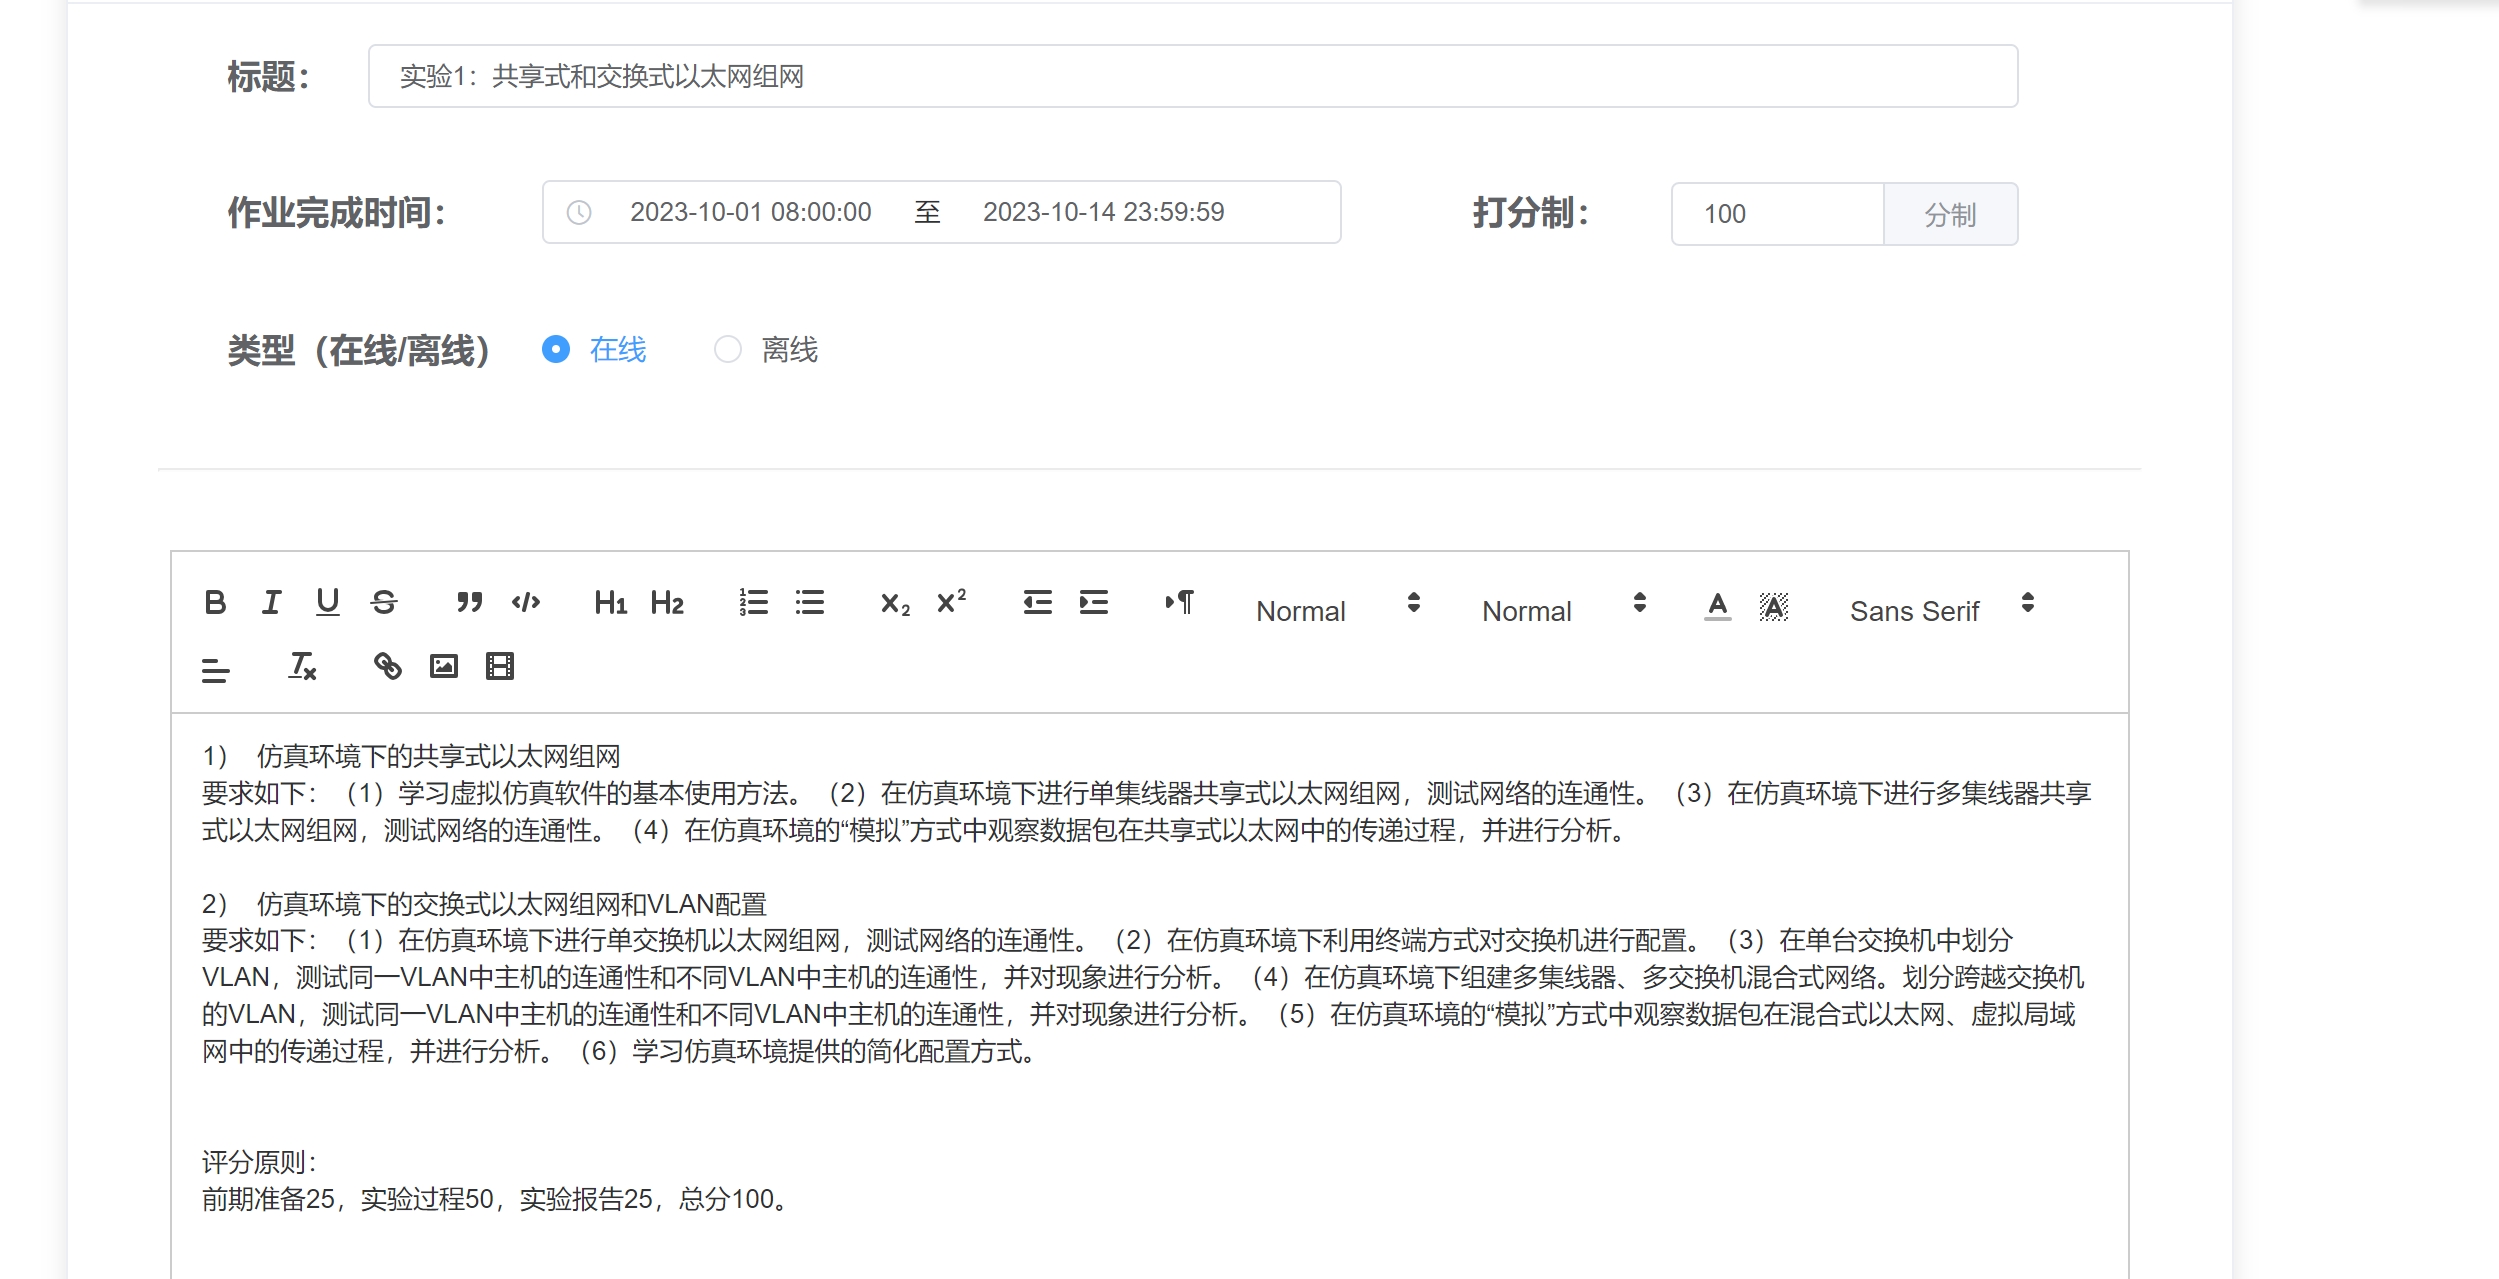 标题：
实验1：共享式和交换式以太网组网
作业完成时间：
2023-10-01 08:00:00 至 2023-10-14 23:59:59
打分制：
100 分制
类型（在线/离线）
在线
离线
Normal
Normal
Sans Serif
1） 仿真环境下的共享式以太网组网
要求如下：（1）学习虚拟仿真软件的基本使用方法。（2）在仿真环境下进行单集线器共享式以太网组网，测试网络的连通性。（3）在仿真环境下进行多集线器共享
式以太网组网，测试网络的连通性。（4）在仿真环境的“模拟”方式中观察数据包在共享式以太网中的传递过程，并进行分析。
2） 仿真环境下的交换式以太网组网和VLAN配置
要求如下：（1）在仿真环境下进行单交换机以太网组网，测试网络的连通性。（2）在仿真环境下利用终端方式对交换机进行配置。（3）在单台交换机中划分
VLAN，测试同一VLAN中主机的连通性和不同VLAN中主机的连通性，并对现象进行分析。（4）在仿真环境下组建多集线器、多交换机混合式网络。划分跨越交换机
的VLAN，测试同一VLAN中主机的连通性和不同VLAN中主机的连通性，并对现象进行分析。（5）在仿真环境的“模拟”方式中观察数据包在混合式以太网、虚拟局域
网中的传递过程，并进行分析。（6）学习仿真环境提供的简化配置方式。
评分原则：
前期准备25，实验过程50，实验报告25，总分100。